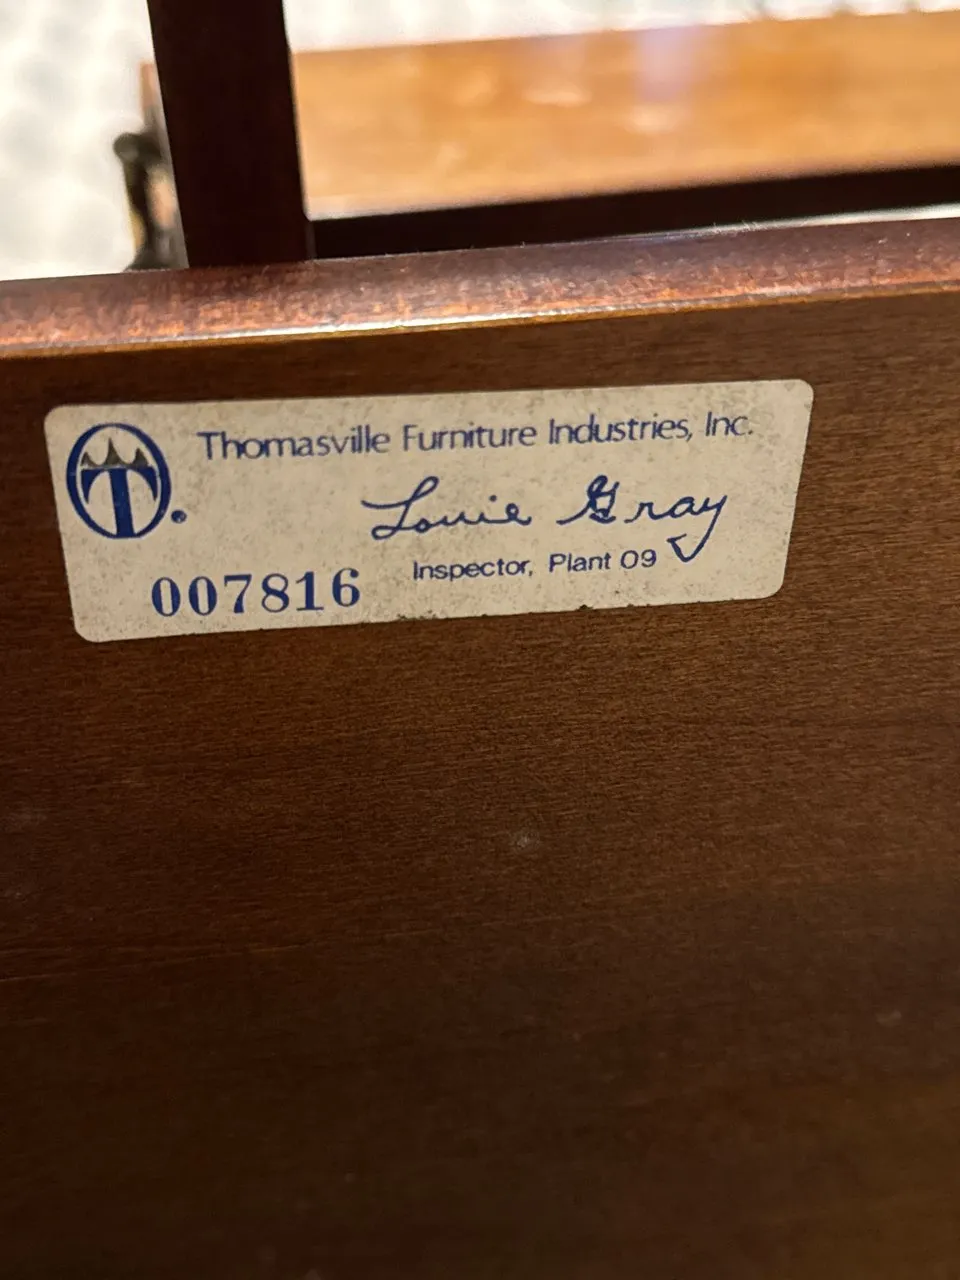 Thomasville Furniture Industries, Inc.
T®
Louie Gray
Inspector, Plant 09
007816